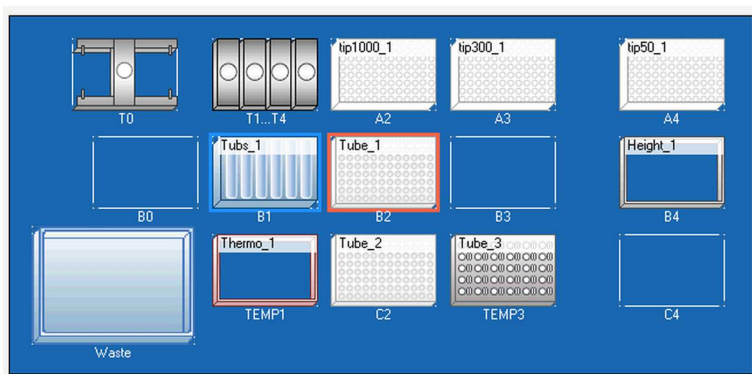 tip1000_1
tip300_1
tip50_1
T0
T1...T4
A2
A3
A4
Tubs_1
Tube_1
Height_1
B0
B1
B2
B3
B4
Thermo_1
Tube_2
Tube_3
TEMP1
C2
TEMP3
C4
Waste